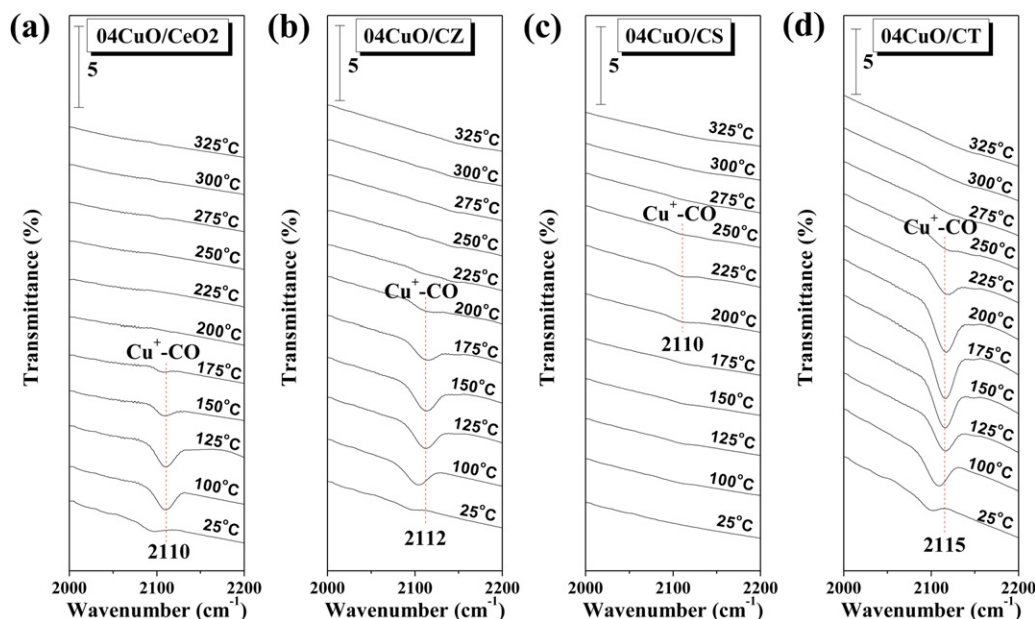 (a)
04CuO/CeO2
5
325°C
300°C
275°C
250°C
225°C
200°C
Cu⁺-CO
175°C
150°C
125°C
100°C
25°C
2110
2000 2100 2200
Wavenumber (cm⁻¹)
Transmittance (%)
(b)
04CuO/CZ
5
325°C
300°C
275°C
250°C
225°C
Cu⁺-CO
200°C
175°C
150°C
125°C
100°C
25°C
2112
2000 2100 2200
Wavenumber (cm⁻¹)
Transmittance (%)
(c)
04CuO/CS
5
325°C
300°C
275°C
Cu⁺-CO
250°C
225°C
200°C
2110
175°C
150°C
125°C
100°C
25°C
2000 2100 2200
Wavenumber (cm⁻¹)
Transmittance (%)
(d)
04CuO/CT
5
325°C
300°C
275°C
Cu⁺-CO
250°C
225°C
200°C
175°C
150°C
125°C
100°C
25°C
2115
2000 2100 2200
Wavenumber (cm⁻¹)
Transmittance (%)